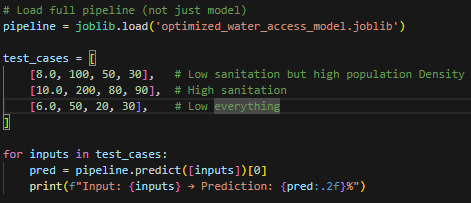 # Load full pipeline (not just model)
pipeline = joblib.load('optimized_water_access_model.joblib')
test_cases = [
[8.0, 100, 50, 30],   # Low sanitation but high population Density
[10.0, 200, 80, 90],  # High sanitation
[6.0, 50, 20, 30],    # Low everything
]
for inputs in test_cases:
pred = pipeline.predict([inputs])[0]
print(f"Input: {inputs} → Prediction: {pred:.2f}%")